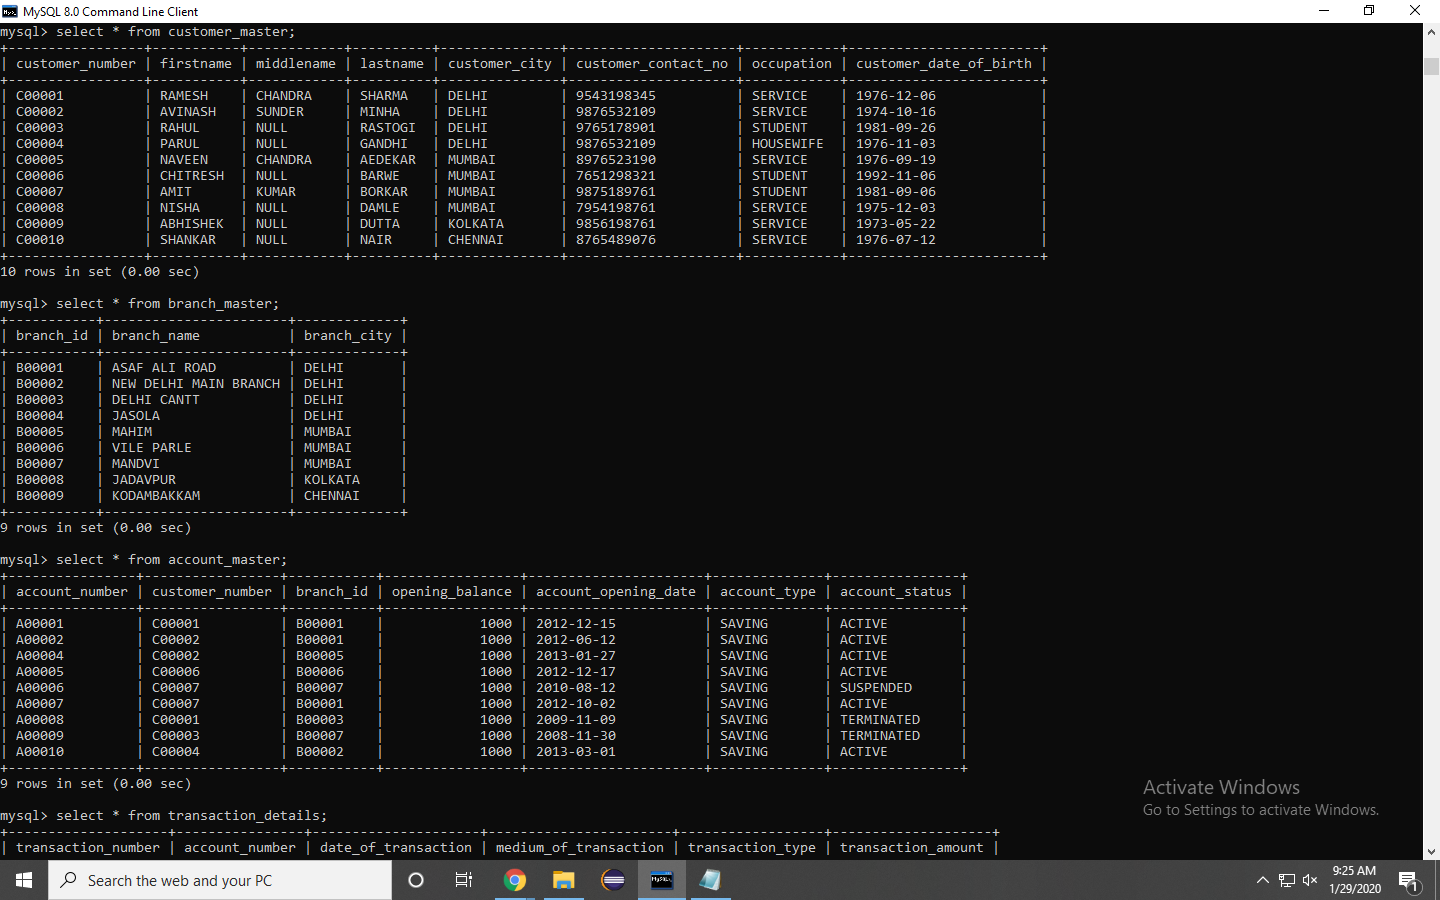 MySQL 8.0 Command Line Client
mysql> select * from customer_master;
+-----------------+-----------+------------+----------+---------------+---------------------+------------+------------------------+
| customer_number | firstname | middlename | lastname | customer_city | customer_contact_no | occupation | customer_date_of_birth |
+-----------------+-----------+------------+----------+---------------+---------------------+------------+------------------------+
| C00001          | RAMESH    | CHANDRA    | SHARMA   | DELHI         | 9543198345          | SERVICE    | 1976-12-06             |
| C00002          | AVINASH   | SUNDER     | MINHA    | DELHI         | 9876532109          | SERVICE    | 1974-10-16             |
| C00003          | RAHUL     | NULL       | RASTOGI  | DELHI         | 9765178901          | STUDENT    | 1981-09-26             |
| C00004          | PARUL     | NULL       | GANDHI   | DELHI         | 9876532109          | HOUSEWIFE  | 1976-11-03             |
| C00005          | NAVEEN    | CHANDRA    | AEDEKAR  | MUMBAI        | 8976523190          | SERVICE    | 1976-09-19             |
| C00006          | CHITRESH  | NULL       | BARWE    | MUMBAI        | 7651298321          | STUDENT    | 1992-11-06             |
| C00007          | AMIT      | KUMAR      | BORKAR   | MUMBAI        | 9875189761          | STUDENT    | 1981-09-06             |
| C00008          | NISHA     | NULL       | DAMLE    | MUMBAI        | 7954198761          | SERVICE    | 1975-12-03             |
| C00009          | ABHISHEK  | NULL       | DUTTA    | KOLKATA       | 9856198761          | SERVICE    | 1973-05-22             |
| C00010          | SHANKAR   | NULL       | NAIR     | CHENNAI       | 8765489076          | SERVICE    | 1976-07-12             |
+-----------------+-----------+------------+----------+---------------+---------------------+------------+------------------------+
10 rows in set (0.00 sec)
mysql> select * from branch_master;
+-----------+-----------------------+-------------+
| branch_id | branch_name           | branch_city |
+-----------+-----------------------+-------------+
| B00001    | ASAF ALI ROAD         | DELHI       |
| B00002    | NEW DELHI MAIN BRANCH | DELHI       |
| B00003    | DELHI CANTT           | DELHI       |
| B00004    | JASOLA                | DELHI       |
| B00005    | MAHIM                 | MUMBAI      |
| B00006    | VILE PARLE            | MUMBAI      |
| B00007    | MANDVI                | MUMBAI      |
| B00008    | JADAVPUR              | KOLKATA     |
| B00009    | KODAMBAKKAM           | CHENNAI     |
+-----------+-----------------------+-------------+
9 rows in set (0.00 sec)
mysql> select * from account_master;
+----------------+-----------------+-----------+-----------------+----------------------+--------------+----------------+
| account_number | customer_number | branch_id | opening_balance | account_opening_date | account_type | account_status |
+----------------+-----------------+-----------+-----------------+----------------------+--------------+----------------+
| A00001         | C00001          | B00001    |            1000 | 2012-12-15           | SAVING       | ACTIVE         |
| A00002         | C00002          | B00001    |            1000 | 2012-06-12           | SAVING       | ACTIVE         |
| A00004         | C00002          | B00005    |            1000 | 2013-01-27           | SAVING       | ACTIVE         |
| A00005         | C00006          | B00006    |            1000 | 2012-12-17           | SAVING       | ACTIVE         |
| A00006         | C00007          | B00007    |            1000 | 2010-08-12           | SAVING       | SUSPENDED      |
| A00007         | C00007          | B00001    |            1000 | 2012-10-02           | SAVING       | ACTIVE         |
| A00008         | C00001          | B00003    |            1000 | 2009-11-09           | SAVING       | TERMINATED     |
| A00009         | C00003          | B00007    |            1000 | 2008-11-30           | SAVING       | TERMINATED     |
| A00010         | C00004          | B00002    |            1000 | 2013-03-01           | SAVING       | ACTIVE         |
+----------------+-----------------+-----------+-----------------+----------------------+--------------+----------------+
9 rows in set (0.00 sec)
mysql> select * from transaction_details;
+--------------------+----------------+---------------------+-----------------------+------------------+--------------------+
| transaction_number | account_number | date_of_transaction | medium_of_transaction | transaction_type | transaction_amount |
Activate Windows
Go to Settings to activate Windows.
Search the web and your PC
9:25 AM
1/29/2020
1